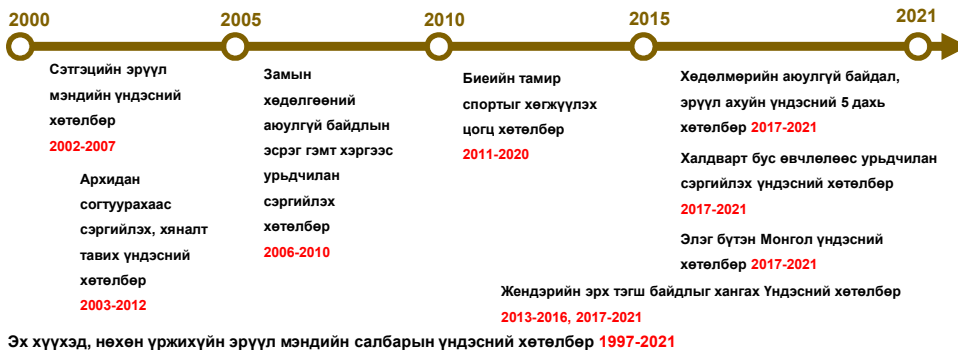 2000
2005
2010
2015
2021
Сэтгэцийн эрүүл
мэндийн үндэсний
хөтөлбөр
2002-2007
Архидан
согтуурахаас
сэргийлэх, хяналт
тавих үндэсний
хөтөлбөр
2003-2012
Замын
хөдөлгөөний
аюулгүй байдлын
эсрэг гэмт хэргээс
урьдчилан
сэргийлэх
хөтөлбөр
2006-2010
Биеийн тамир
спортыг хөгжүүлэх
цогц хөтөлбөр
2011-2020
Хөдөлмөрийн аюулгүй байдал,
эрүүл ахуйн үндэсний 5 дахь
хөтөлбөр 2017-2021
Халдварт бус өвчлөлөөс урьдчилан
сэргийлэх үндэсний хөтөлбөр
2017-2021
Элэг бүтэн Монгол үндэсний
хөтөлбөр 2017-2021
Жендэрийн эрх тэгш байдлыг хангах Үндэсний хөтөлбөр
2013-2016, 2017-2021
Эх хүүхэд, нөхөн үржихүйн эрүүл мэндийн салбарын үндэсний хөтөлбөр 1997-2021